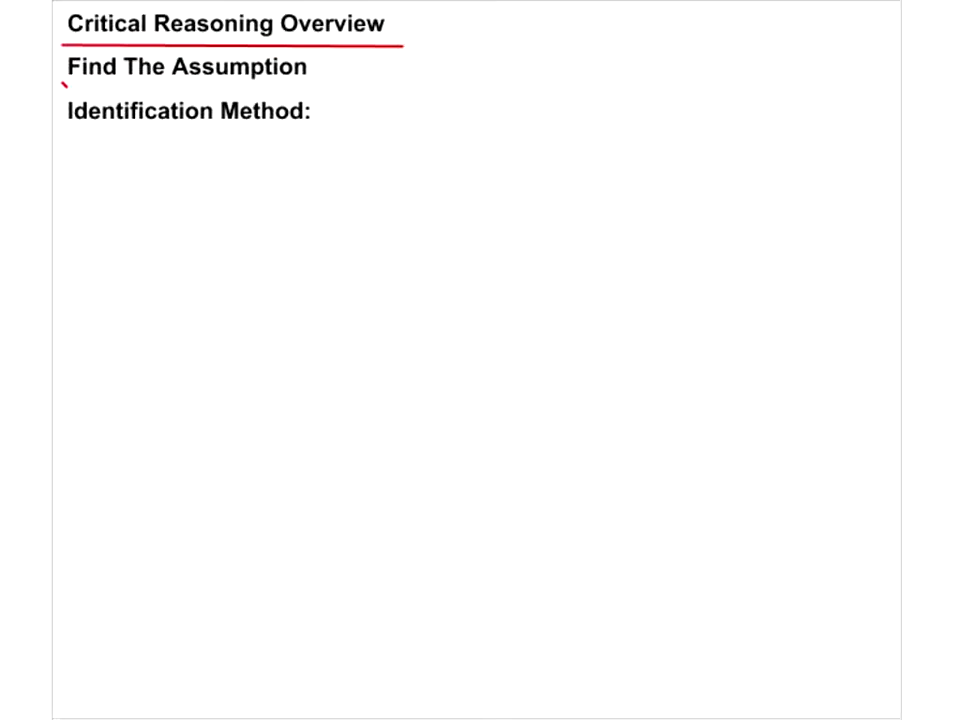 Critical Reasoning Overview
Find The Assumption
Identification Method: